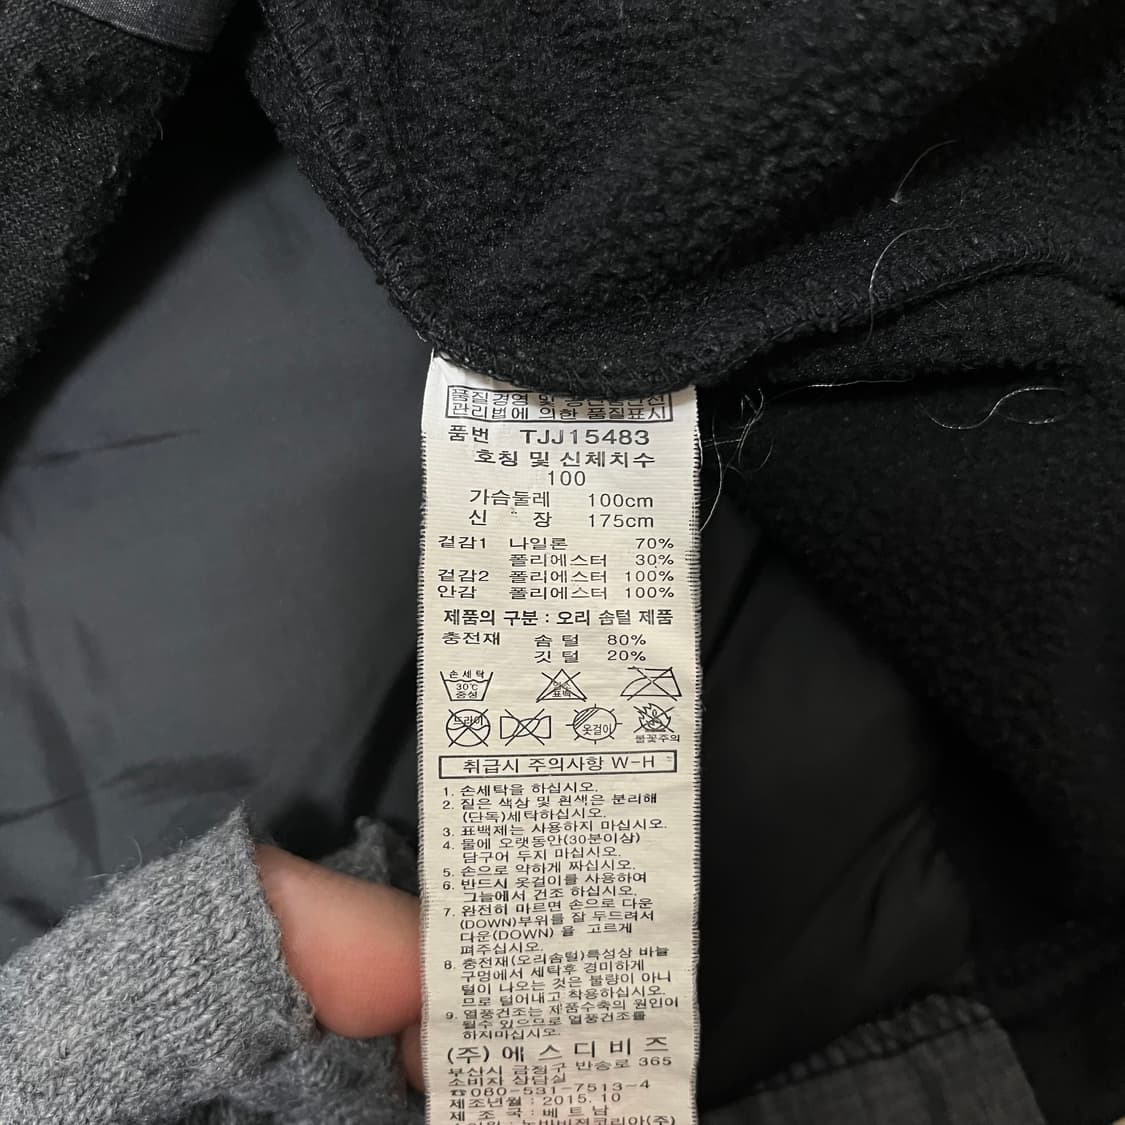 품질경영 및 공산품안전
관리법에 의한 품질표시
품번 TJJ15483
호칭 및 신체치수
100
가슴둘레 100cm
신 장 175cm
겉감1 나일론 70%
폴리에스터 30%
겉감2 폴리에스터 100%
안감 폴리에스터 100%
제품의 구분 : 오리 솜털 제품
충전재 솜 털 80%
깃 털 20%
손세탁 30℃ 중성
염소 표백
드라이 옷걸이
불꽃주의
취급시 주의사항 W-H
1. 손세탁을 하십시오.
2. 짙은 색상 및 흰색은 분리해
(단독)세탁하십시오.
3. 표백제는 사용하지 마십시오.
4. 물에 오랫동안(30분이상)
담구어 두지 마십시오.
5. 손으로 약하게 짜십시오.
6. 반드시 옷걸이를 사용하여
그늘에서 건조 하십시오.
7. 완전히 마르면 손으로 다운
(DOWN)부위를 잘 두드려서
다운(DOWN) 을 고르게
펴주십시오.
8. 충전재(오리솜털)특성상 바늘
구멍에서 세탁후 경미하게
털이 나오는 것은 불량이 아니
므로 털어내고 착용하십시오.
9. 열풍건조는 제품수축의 원인이
될수 있으므로 열풍건조를
하지마십시오.
(주) 에 스 디 비 즈
부산시 금정구 반송로 365
소비자 상담실
☎080-531-7513-4
제조년월 : 2015.10
제 조 국 : 베 트 남